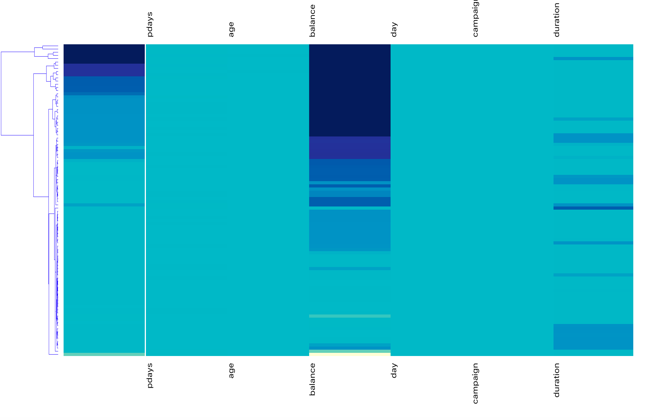 pdays
age
balance
day
campaign
duration
pdays
age
balance
day
campaign
duration